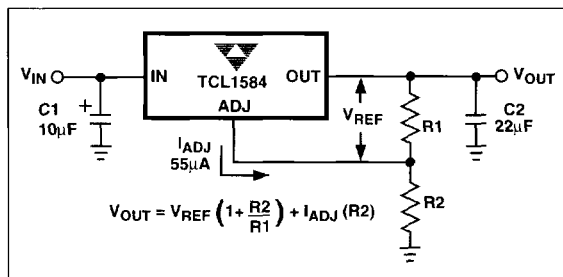 VIN
IN
TCL1584
OUT
ADJ
VOUT
C1
+
10µF
VREF
R1
C2
22µF
IADJ
55µA
R2
VOUT = VREF (1+ R2/R1) + IADJ (R2)